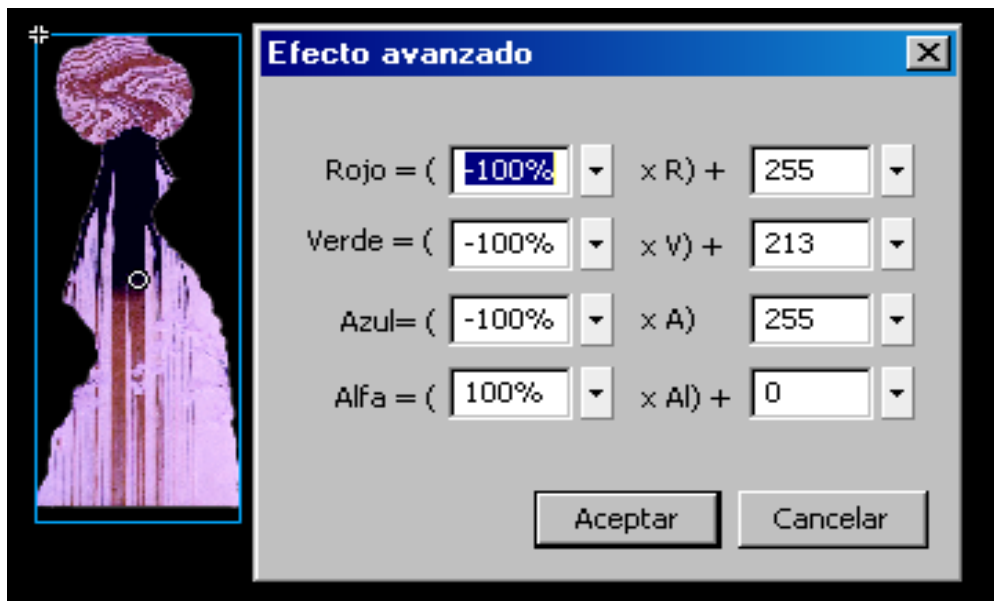 Efecto avanzado
Rojo = ( -100% x R) + 255
Verde = ( -100% x V) + 213
Azul= ( -100% x A) 255
Alfa = ( 100% x Al) + 0
Aceptar Cancelar